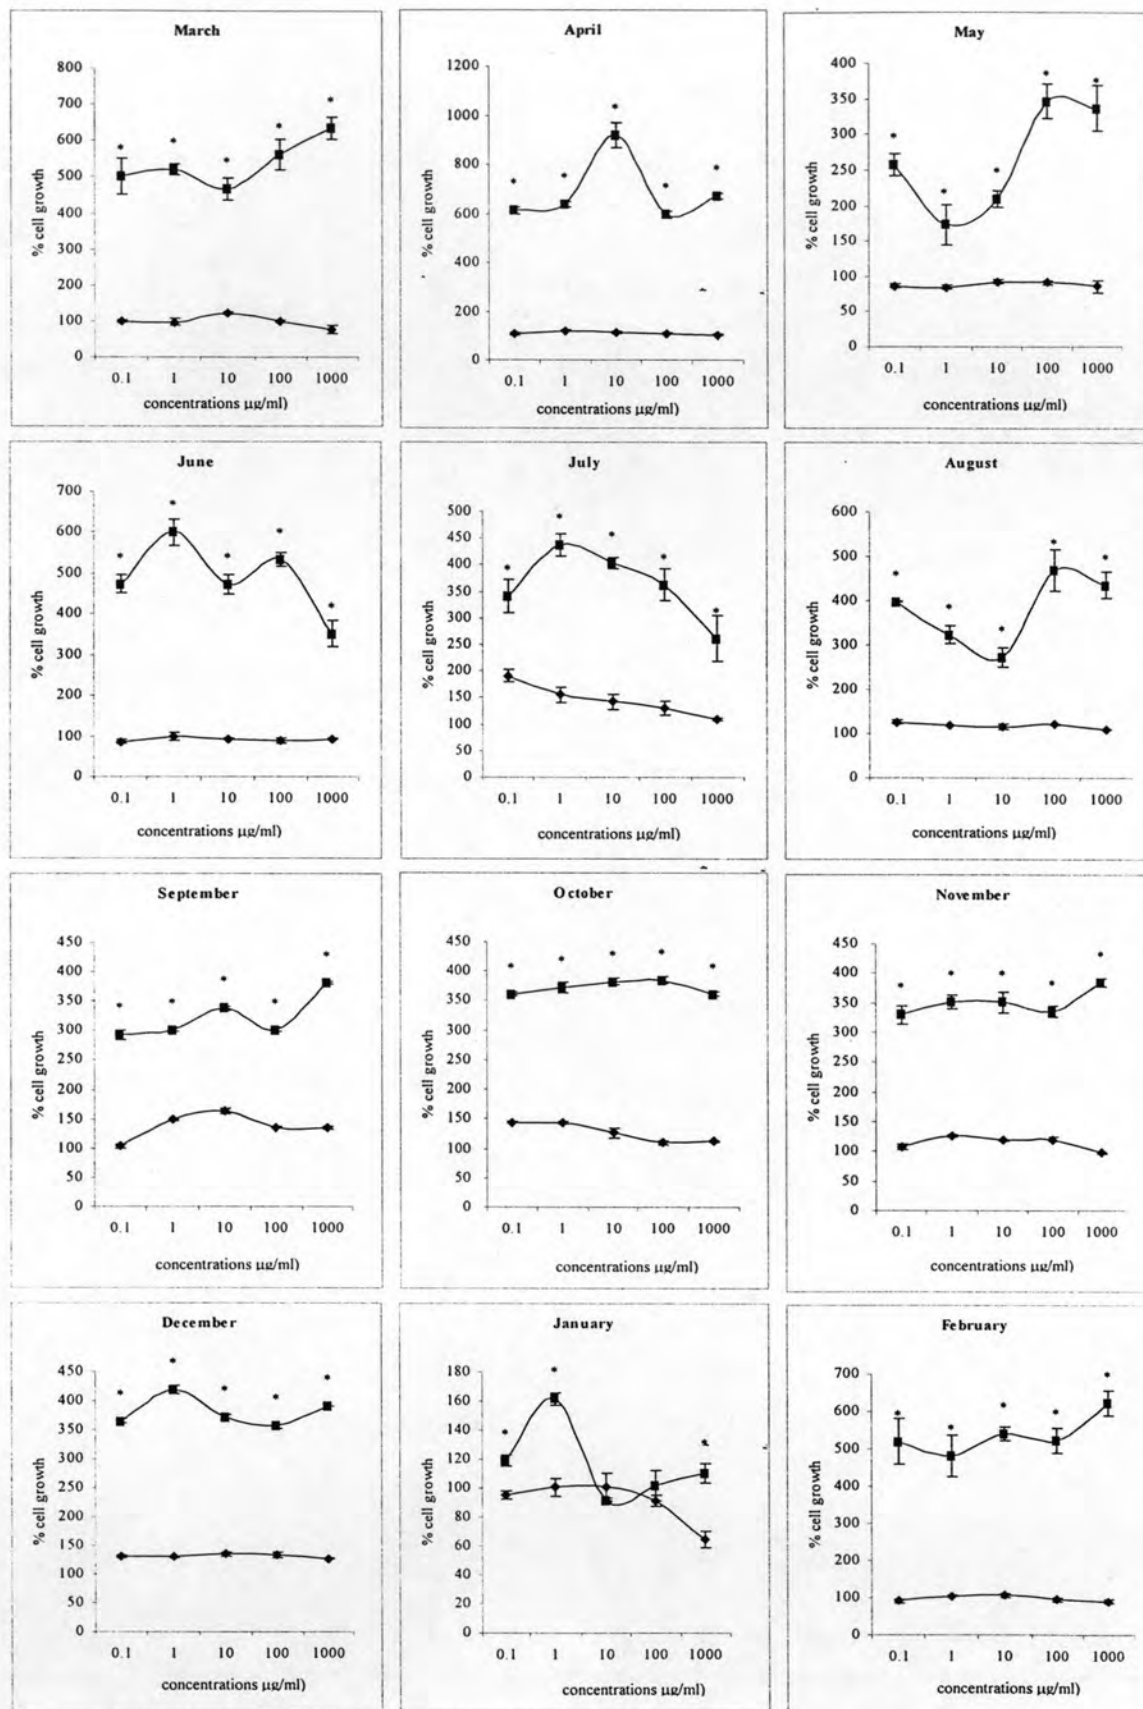 March
800
700
600
500
400
300
200
100
0
% cell growth
* * * * *
0.1 1 10 100 1000
concentrations µg/ml)
April
1200
1000
800
600
400
200
0
% cell growth
* * * * *
0.1 1 10 100 1000
concentrations µg/ml)
May
400
350
300
250
200
150
100
50
0
% cell growth
* * * * *
0.1 1 10 100 1000
concentrations µg/ml)
June
700
600
500
400
300
200
100
0
% cell growth
* * * * *
0.1 1 10 100 1000
concentrations µg/ml)
July
500
450
400
350
300
250
200
150
100
50
0
% cell growth
* * * * *
0.1 1 10 100 1000
concentrations µg/ml)
August
600
500
400
300
200
100
0
% cell growth
* * * * *
0.1 1 10 100 1000
concentrations µg/ml)
September
450
400
350
300
250
200
150
100
50
0
% cell growth
* * * * *
0.1 1 10 100 1000
concentrations µg/ml)
October
450
400
350
300
250
200
150
100
50
0
% cell growth
* * * * *
0.1 1 10 100 1000
concentrations µg/ml)
November
450
400
350
300
250
200
150
100
50
0
% cell growth
* * * * *
0.1 1 10 100 1000
concentrations µg/ml)
December
450
400
350
300
250
200
150
100
50
0
% cell growth
* * * * *
0.1 1 10 100 1000
concentrations µg/ml)
January
180
160
140
120
100
80
60
40
20
0
% cell growth
* * *
0.1 1 10 100 1000
concentrations µg/ml)
February
700
600
500
400
300
200
100
0
% cell growth
* * * * *
0.1 1 10 100 1000
concentrations µg/ml)